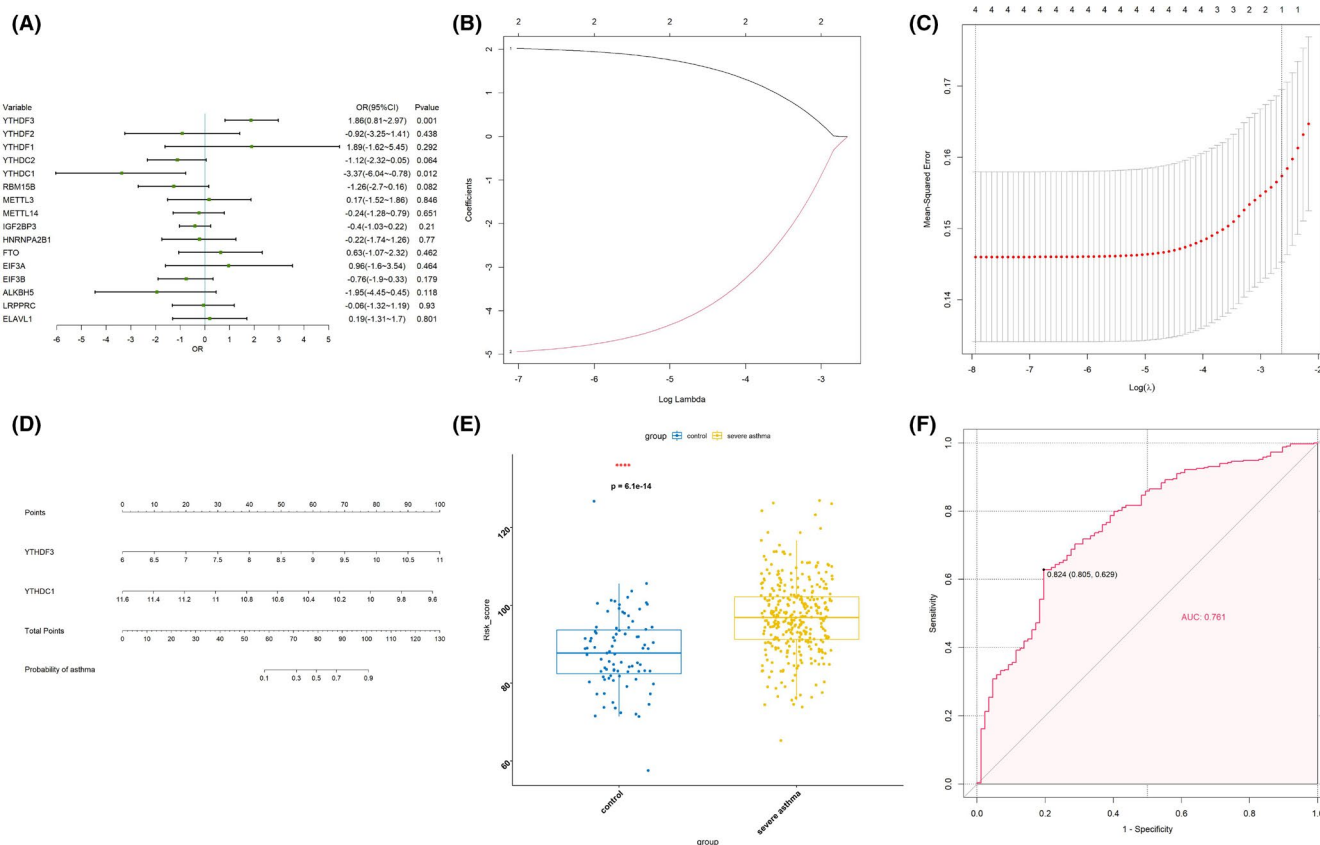 (A)
Variable OR(95%CI) Pvalue
YTHDF3 1.86(0.81~2.97) 0.001
YTHDF2 -0.92(-3.25~1.41) 0.438
YTHDF1 1.89(-1.62~5.45) 0.292
YTHDC2 -1.12(-2.32~0.05) 0.064
YTHDC1 -3.37(-6.04~-0.78) 0.012
RBM15B -1.26(-2.7~0.16) 0.082
METTL3 0.17(-1.52~1.86) 0.846
METTL14 -0.24(-1.28~0.79) 0.651
IGF2BP3 -0.4(-1.03~0.22) 0.21
HNRNPA2B1 -0.22(-1.74~1.26) 0.77
FTO 0.63(-1.07~2.32) 0.462
EIF3A 0.96(-1.6~3.54) 0.464
EIF3B -0.76(-1.9~0.33) 0.179
ALKBH5 -1.95(-4.45~0.45) 0.118
LRPPRC -0.06(-1.32~1.19) 0.93
ELAVL1 0.19(-1.31~1.7) 0.801
-6 -5 -4 -3 -2 -1 0 1 2 3 4 5
OR
(B)
2 2 2 2 2
2
1
0
-1
-2
-3
-4
-5
Coefficients
1
2
-7 -6 -5 -4 -3
Log Lambda
(C)
4 4 4 4 4 4 4 4 4 4 4 4 4 3 3 2 2 1 1
0.17
0.16
0.15
0.14
Mean-Squared Error
-8 -7 -6 -5 -4 -3 -2
Log(λ)
(D)
Points
0 10 20 30 40 50 60 70 80 90 100
YTHDF3
6 6.5 7 7.5 8 8.5 9 9.5 10 10.5 11
YTHDC1
11.6 11.4 11.2 11 10.8 10.6 10.4 10.2 10 9.8 9.6
Total Points
0 10 20 30 40 50 60 70 80 90 100 110 120 130
Probability of asthma
0.1 0.3 0.5 0.7 0.9
(E)
group control severe asthma
****
p = 6.1e-14
120
100
80
60
Risk_score
control severe asthma
group
(F)
1.0
0.8
0.6
0.4
0.2
0.0
Sensitivity
0.824 (0.805, 0.629)
AUC: 0.761
0.0 0.2 0.4 0.6 0.8 1.0
1 - Specificity